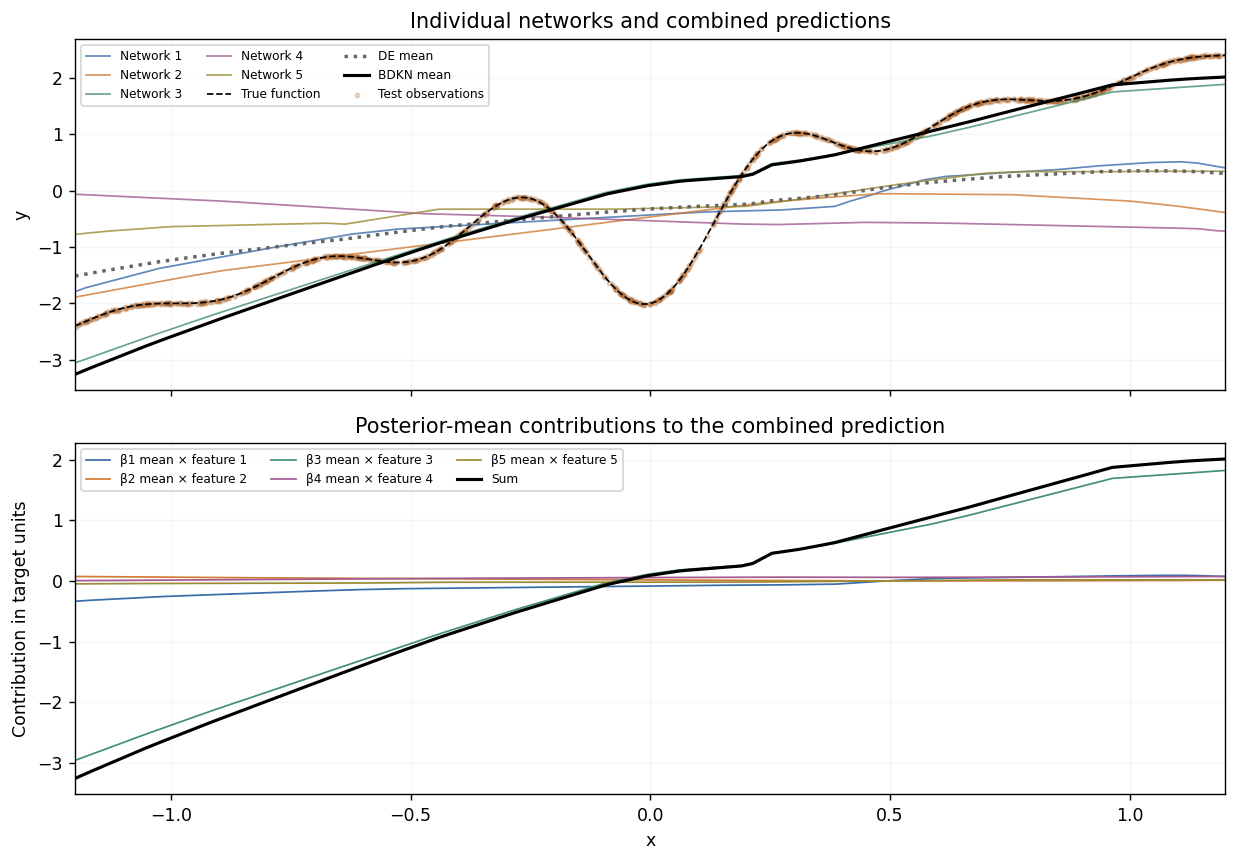 Individual networks and combined predictions
Network 1
Network 2
Network 3
Network 4
Network 5
True function
DE mean
BDKN mean
Test observations
2
1
0
−1
−2
−3
y
Posterior-mean contributions to the combined prediction
β1 mean × feature 1
β2 mean × feature 2
β3 mean × feature 3
β4 mean × feature 4
β5 mean × feature 5
Sum
2
1
0
−1
−2
−3
Contribution in target units
−1.0
−0.5
0.0
0.5
1.0
x